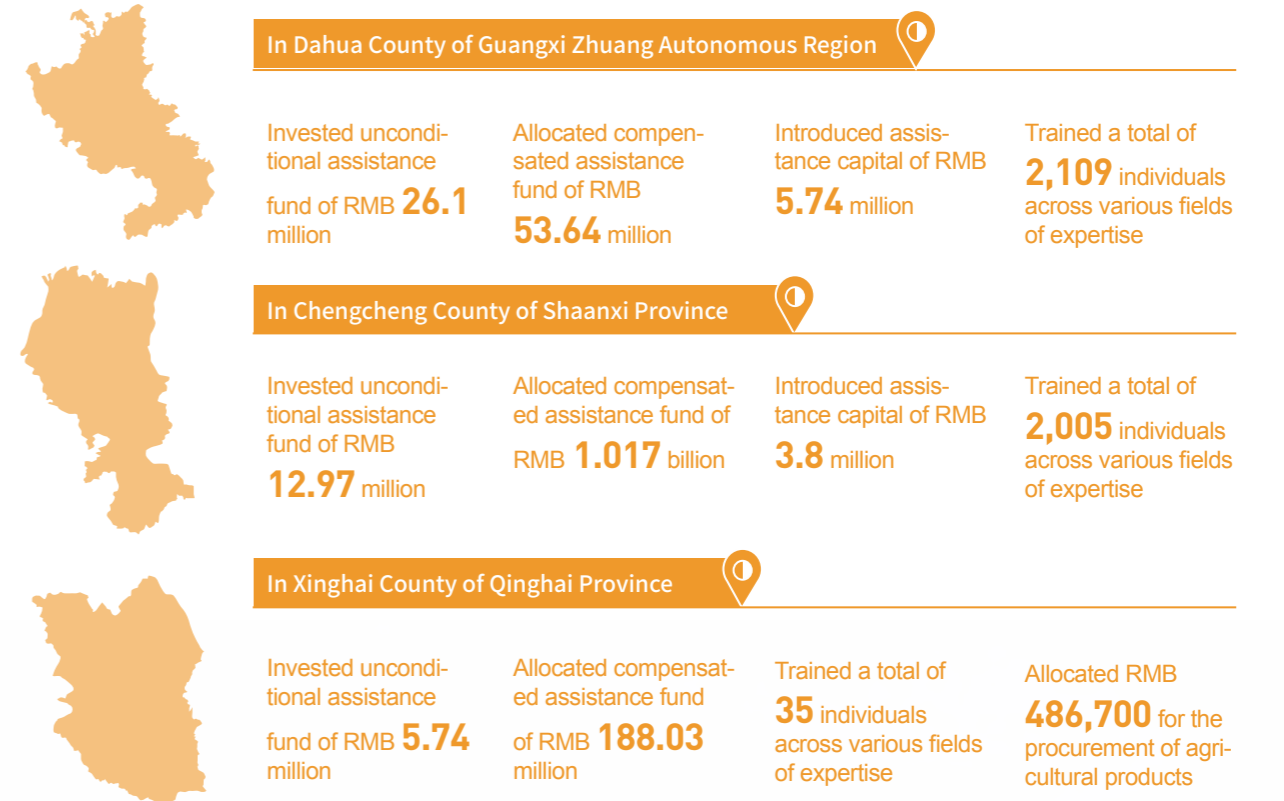 In Dahua County of Guangxi Zhuang Autonomous Region
Invested uncondi-
tional assistance
fund of RMB 26.1
million
Allocated compen-
sated assistance
fund of RMB
53.64 million
Introduced assis-
tance capital of RMB
5.74 million
Trained a total of
2,109 individuals
across various fields
of expertise
In Chengcheng County of Shaanxi Province
Invested uncondi-
tional assistance
fund of RMB
12.97 million
Allocated compensat-
ed assistance fund of
RMB 1.017 billion
Introduced assis-
tance capital of RMB
3.8 million
Trained a total of
2,005 individuals
across various fields
of expertise
In Xinghai County of Qinghai Province
Invested uncondi-
tional assistance
fund of RMB 5.74
million
Allocated compensat-
ed assistance fund
of RMB 188.03
million
Trained a total of
35 individuals
across various fields
of expertise
Allocated RMB
486,700 for the
procurement of agri-
cultural products